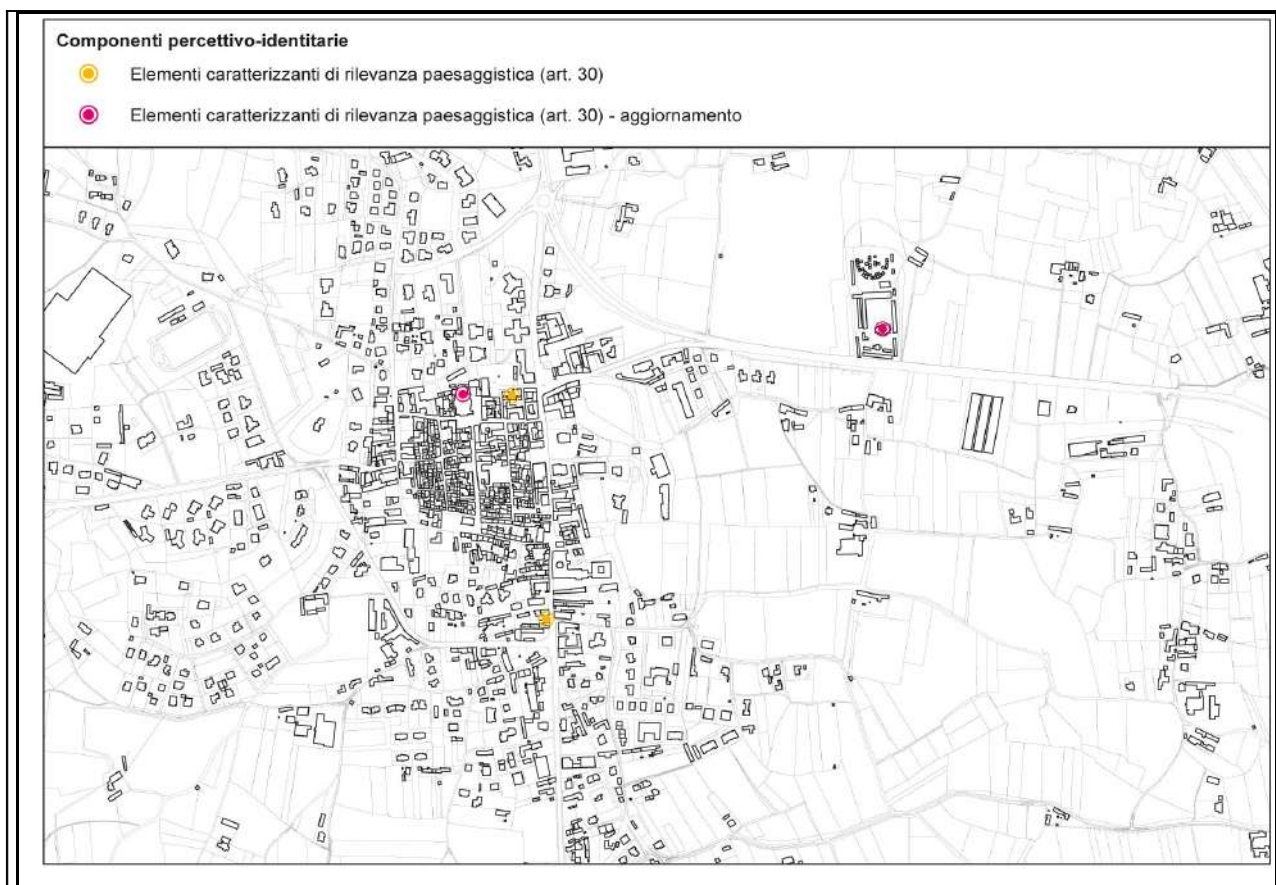 Componenti percettivo-identitarie
Elementi caratterizzanti di rilevanza paesaggistica (art. 30)
Elementi caratterizzanti di rilevanza paesaggistica (art. 30) - aggiornamento